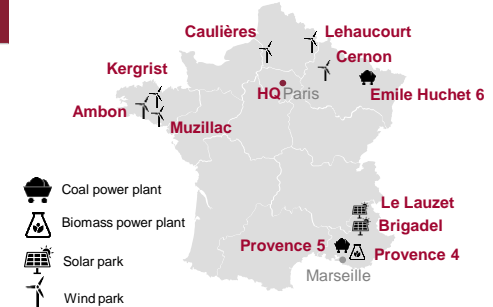 Caulières
Lehaucourt
Cernon
Kergrist
HQ Paris
Emile Huchet 6
Ambon
Muzillac
Coal power plant
Le Lauzet
Biomass power plant
Brigadel
Provence 5
Provence 4
Solar park
Marseille
Wind park